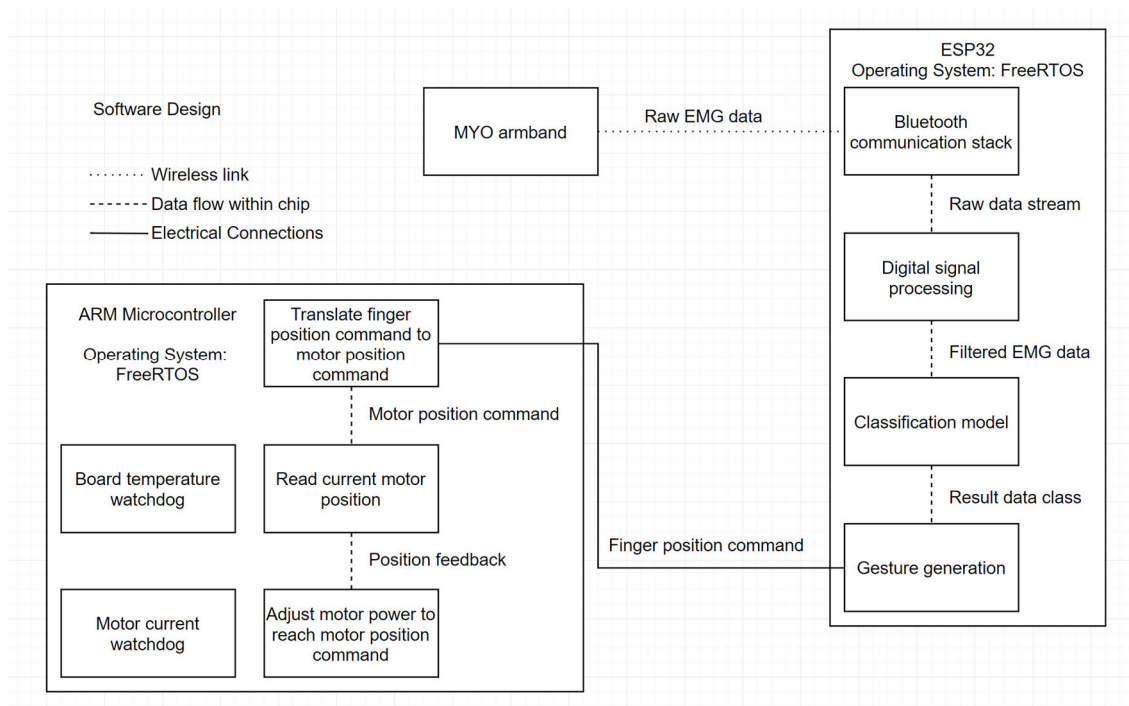 Software Design
Wireless link
Data flow within chip
Electrical Connections
MYO armband
Raw EMG data
ESP32
Operating System: FreeRTOS
Bluetooth
communication stack
Raw data stream
Digital signal
processing
Filtered EMG data
Classification model
Result data class
Gesture generation
Finger position command
ARM Microcontroller
Operating System:
FreeRTOS
Translate finger
position command to
motor position
command
Motor position command
Board temperature
watchdog
Read current motor
position
Position feedback
Motor current
watchdog
Adjust motor power to
reach motor position
command